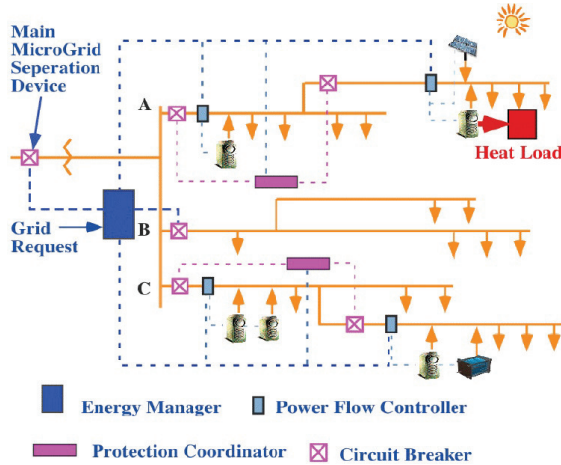 Main
MicroGrid
Seperation
Device
A
Heat Load
Grid
Request
B
C
Energy Manager
Power Flow Controller
Protection Coordinator
Circuit Breaker